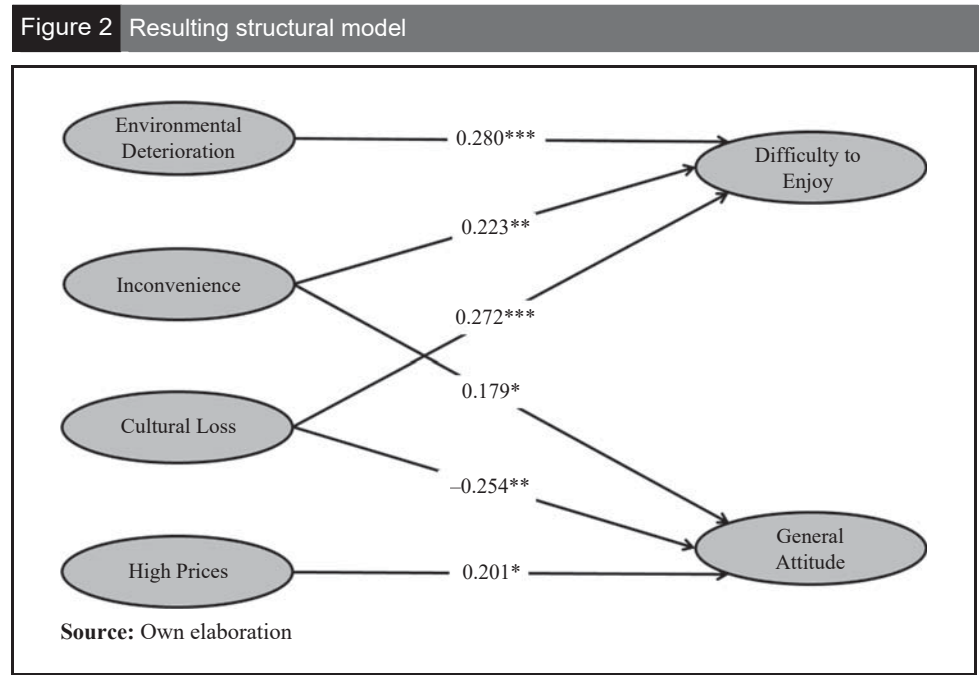 Figure 2 Resulting structural model
Environmental
Deterioration
0.280***
Difficulty to
Enjoy
0.223**
Inconvenience
0.272***
0.179*
Cultural Loss
–0.254**
General
Attitude
High Prices
0.201*
Source: Own elaboration